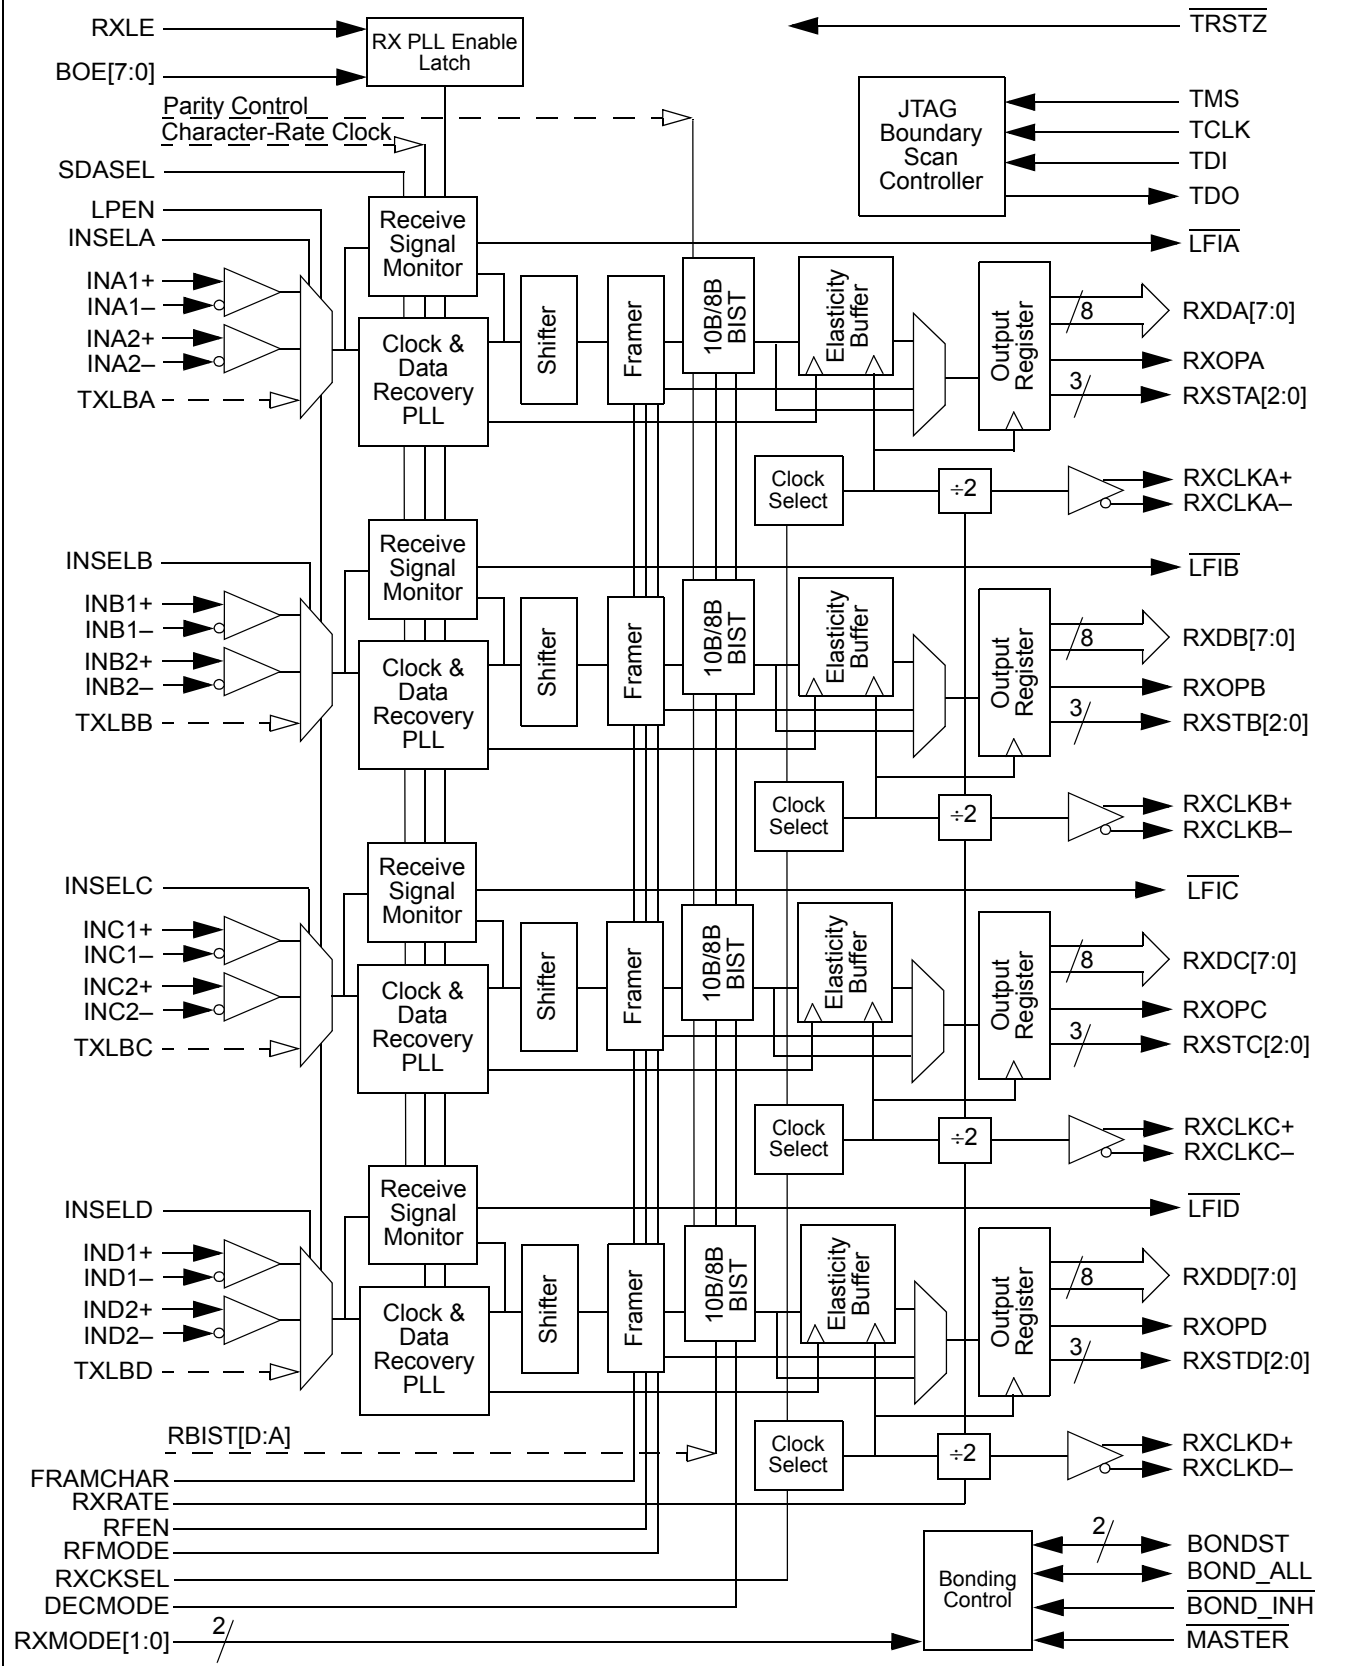 RXLE
RX PLL Enable
Latch
TRSTZ
BOE[7:0]
Parity Control
Character-Rate Clock
JTAG
Boundary
Scan
Controller
TMS
TCLK
TDI
TDO
SDASEL
LPEN
INSELA
Receive
Signal
Monitor
LFIA
INA1+
INA1–
INA2+
INA2–
TXLBA
Clock &
Data
Recovery
PLL
Shifter
Framer
10B/8B
BIST
Elasticity
Buffer
Output
Register
8
RXDA[7:0]
RXOPA
3
RXSTA[2:0]
Clock
Select
÷2
RXCLKA+
RXCLKA–
INSELB
Receive
Signal
Monitor
LFIB
INB1+
INB1–
INB2+
INB2–
TXLBB
Clock &
Data
Recovery
PLL
Shifter
Framer
10B/8B
BIST
Elasticity
Buffer
Output
Register
8
RXDB[7:0]
RXOPB
3
RXSTB[2:0]
Clock
Select
÷2
RXCLKB+
RXCLKB–
INSELC
Receive
Signal
Monitor
LFIC
INC1+
INC1–
INC2+
INC2–
TXLBC
Clock &
Data
Recovery
PLL
Shifter
Framer
10B/8B
BIST
Elasticity
Buffer
Output
Register
8
RXDC[7:0]
RXOPC
3
RXSTC[2:0]
Clock
Select
÷2
RXCLKC+
RXCLKC–
INSELD
Receive
Signal
Monitor
LFID
IND1+
IND1–
IND2+
IND2–
TXLBD
Clock &
Data
Recovery
PLL
Shifter
Framer
10B/8B
BIST
Elasticity
Buffer
Output
Register
8
RXDD[7:0]
RXOPD
3
RXSTD[2:0]
Clock
Select
÷2
RXCLKD+
RXCLKD–
RBIST[D:A]
FRAMCHAR
RXRATE
RFEN
RFMODE
RXCKSEL
DECMODE
RXMODE[1:0]
2
Bonding
Control
2
BONDST
BOND_ALL
BOND_INH
MASTER